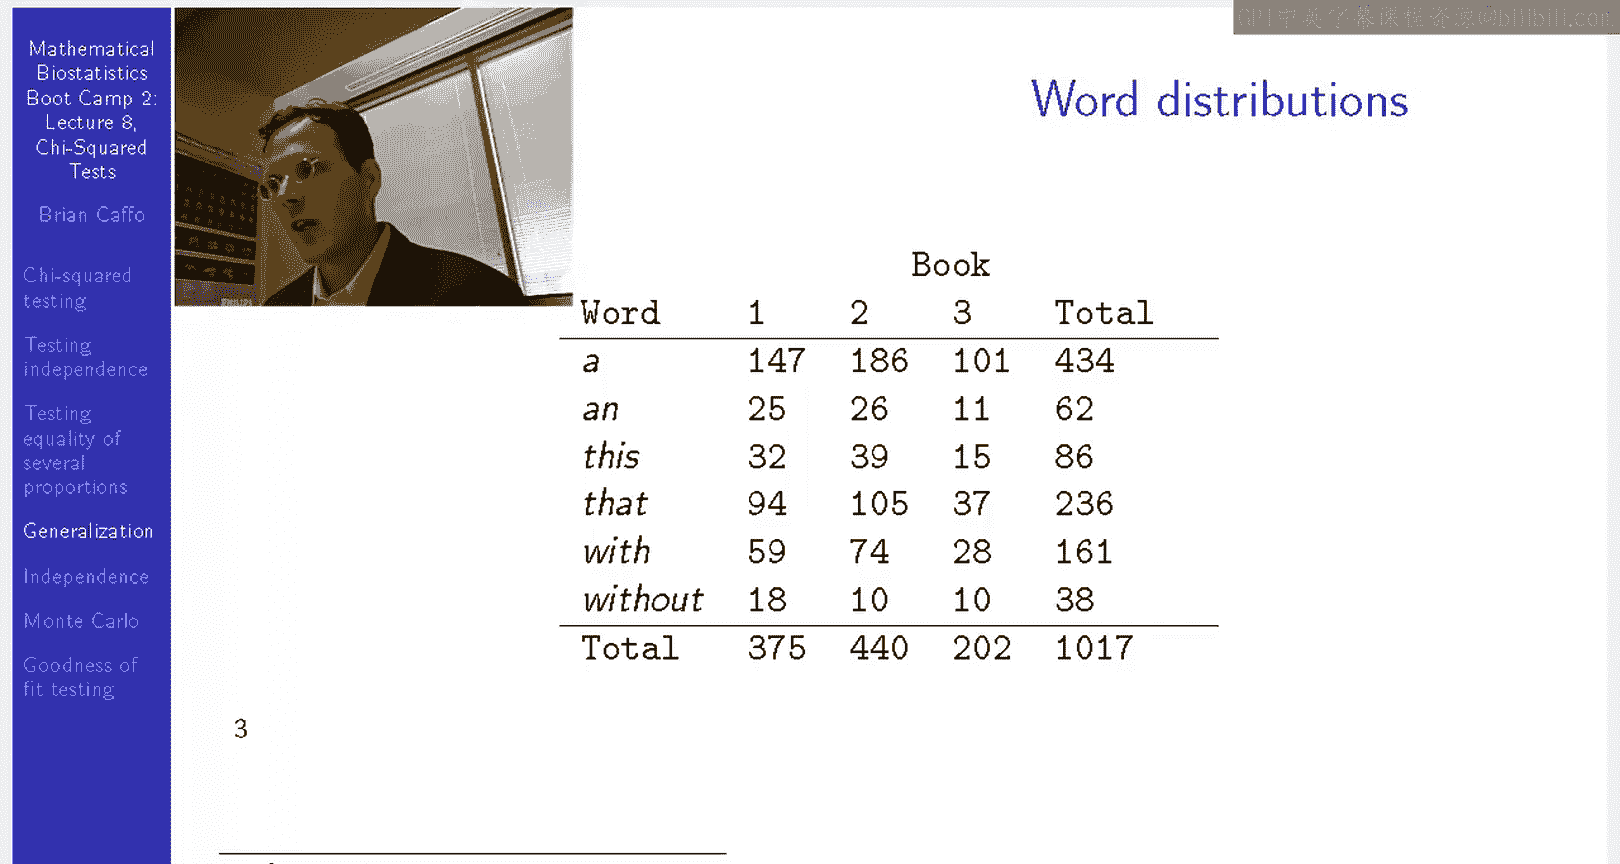 Mathematical
Biostatistics
Boot Camp 2:
Lecture 8,
Chi-Squared
Tests
Brian Caffo
Chi-squared
testing
Testing
independence
Testing
equality of
several
proportions
Generalization
Independence
Monte Carlo
Goodness of
fit testing
Word distributions
Book
Word 1 2 3 Total
a 147 186 101 434
an 25 26 11 62
this 32 39 15 86
that 94 105 37 236
with 59 74 28 161
without 18 10 10 38
Total 375 440 202 1017
3